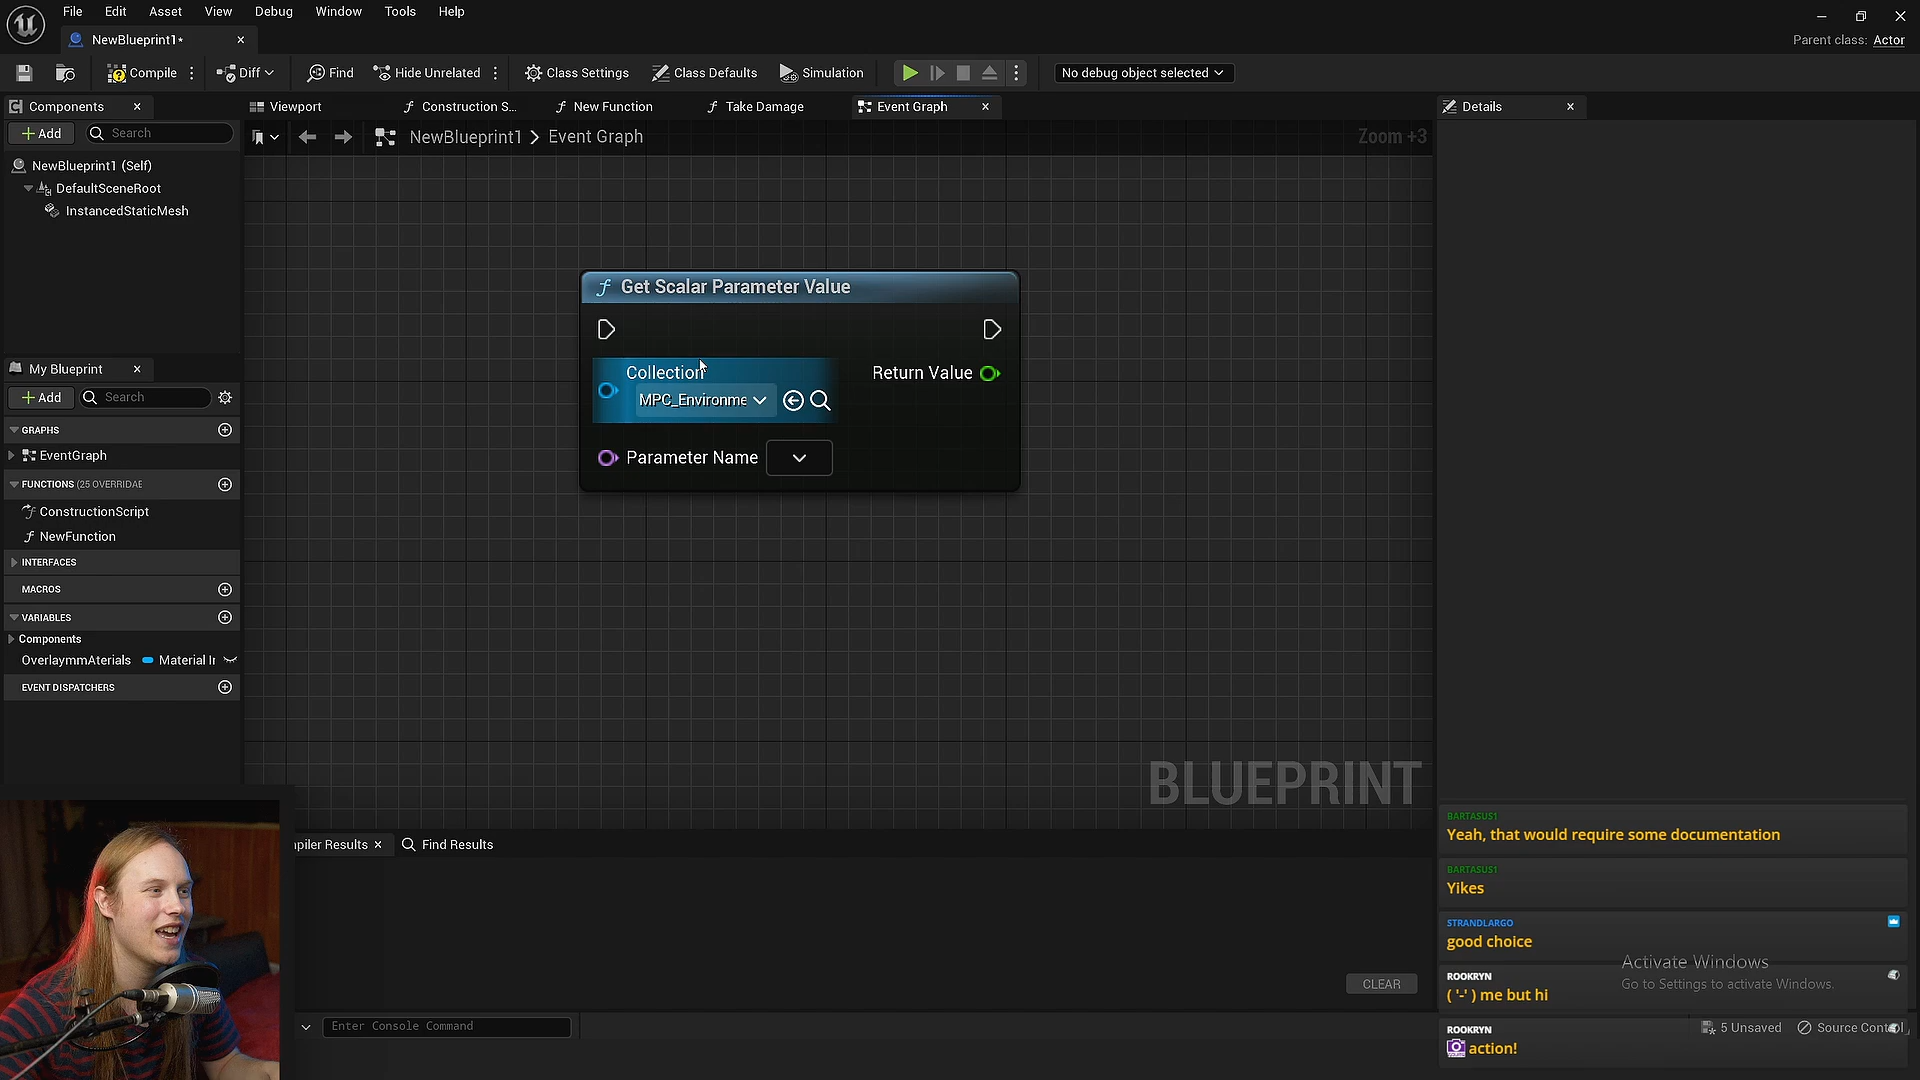 File Edit Asset View Debug Window Tools Help
NewBlueprint1*
Parent class: Actor
Compile Diff Find Hide Unrelated Class Settings Class Defaults Simulation No debug object selected
Components Viewport Construction S... New Function Take Damage Event Graph Details
Add Search
NewBlueprint1 > Event Graph
Zoom +3
NewBlueprint1 (Self)
DefaultSceneRoot
InstancedStaticMesh
Get Scalar Parameter Value
Collection
MPC_Environme
Return Value
Parameter Name
My Blueprint
Add Search
GRAPHS
EventGraph
FUNCTIONS (25 OVERRIDAE
ConstructionScript
NewFunction
INTERFACES
MACROS
VARIABLES
Components
OverlaymmAterials Material Ir
EVENT DISPATCHERS
BLUEPRINT
piler Results Find Results
CLEAR
Enter Console Command
BARTASUS1
Yeah, that would require some documentation
BARTASUS1
Yikes
STRANDLARGO
good choice
Activate Windows
Go to Settings to activate Windows.
ROOKRYN
( '-' ) me but hi
5 Unsaved Source Control
ROOKRYN
action!